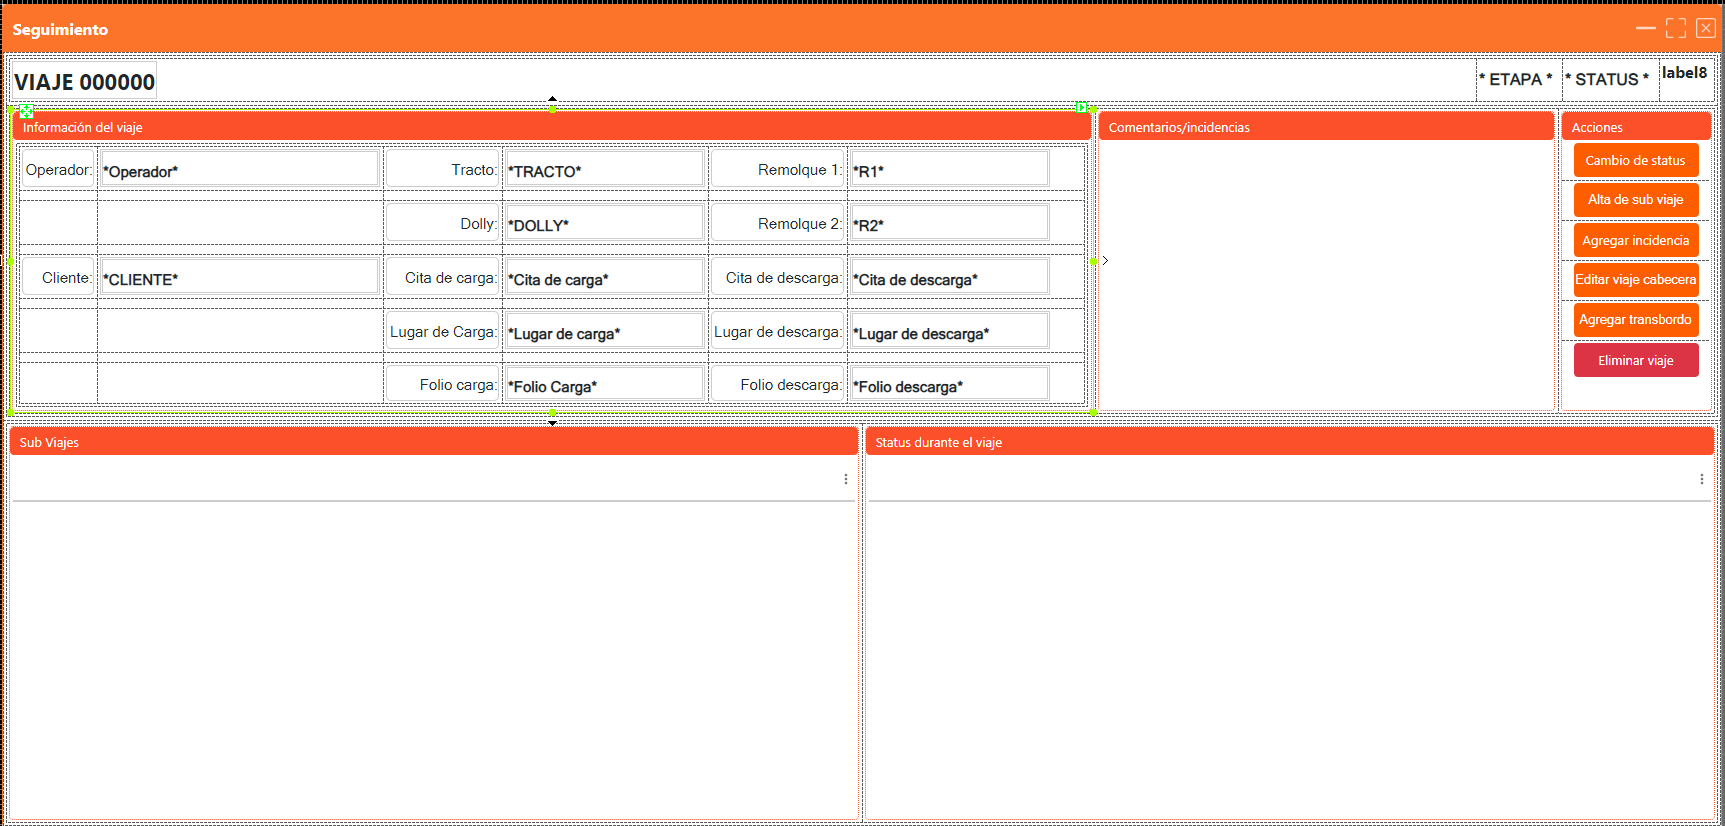 Seguimiento
VIAJE 000000
* ETAPA *
* STATUS *
label8
Información del viaje
Operador: *Operador* Tracto: *TRACTO* Remolque 1: *R1*
Dolly: *DOLLY* Remolque 2: *R2*
Cliente: *CLIENTE* Cita de carga: *Cita de carga* Cita de descarga: *Cita de descarga*
Lugar de Carga: *Lugar de carga* Lugar de descarga: *Lugar de descarga*
Folio carga: *Folio Carga* Folio descarga: *Folio descarga*
Comentarios/incidencias
Acciones
Cambio de status
Alta de sub viaje
Agregar incidencia
Editar viaje cabecera
Agregar transbordo
Eliminar viaje
Sub Viajes
Status durante el viaje